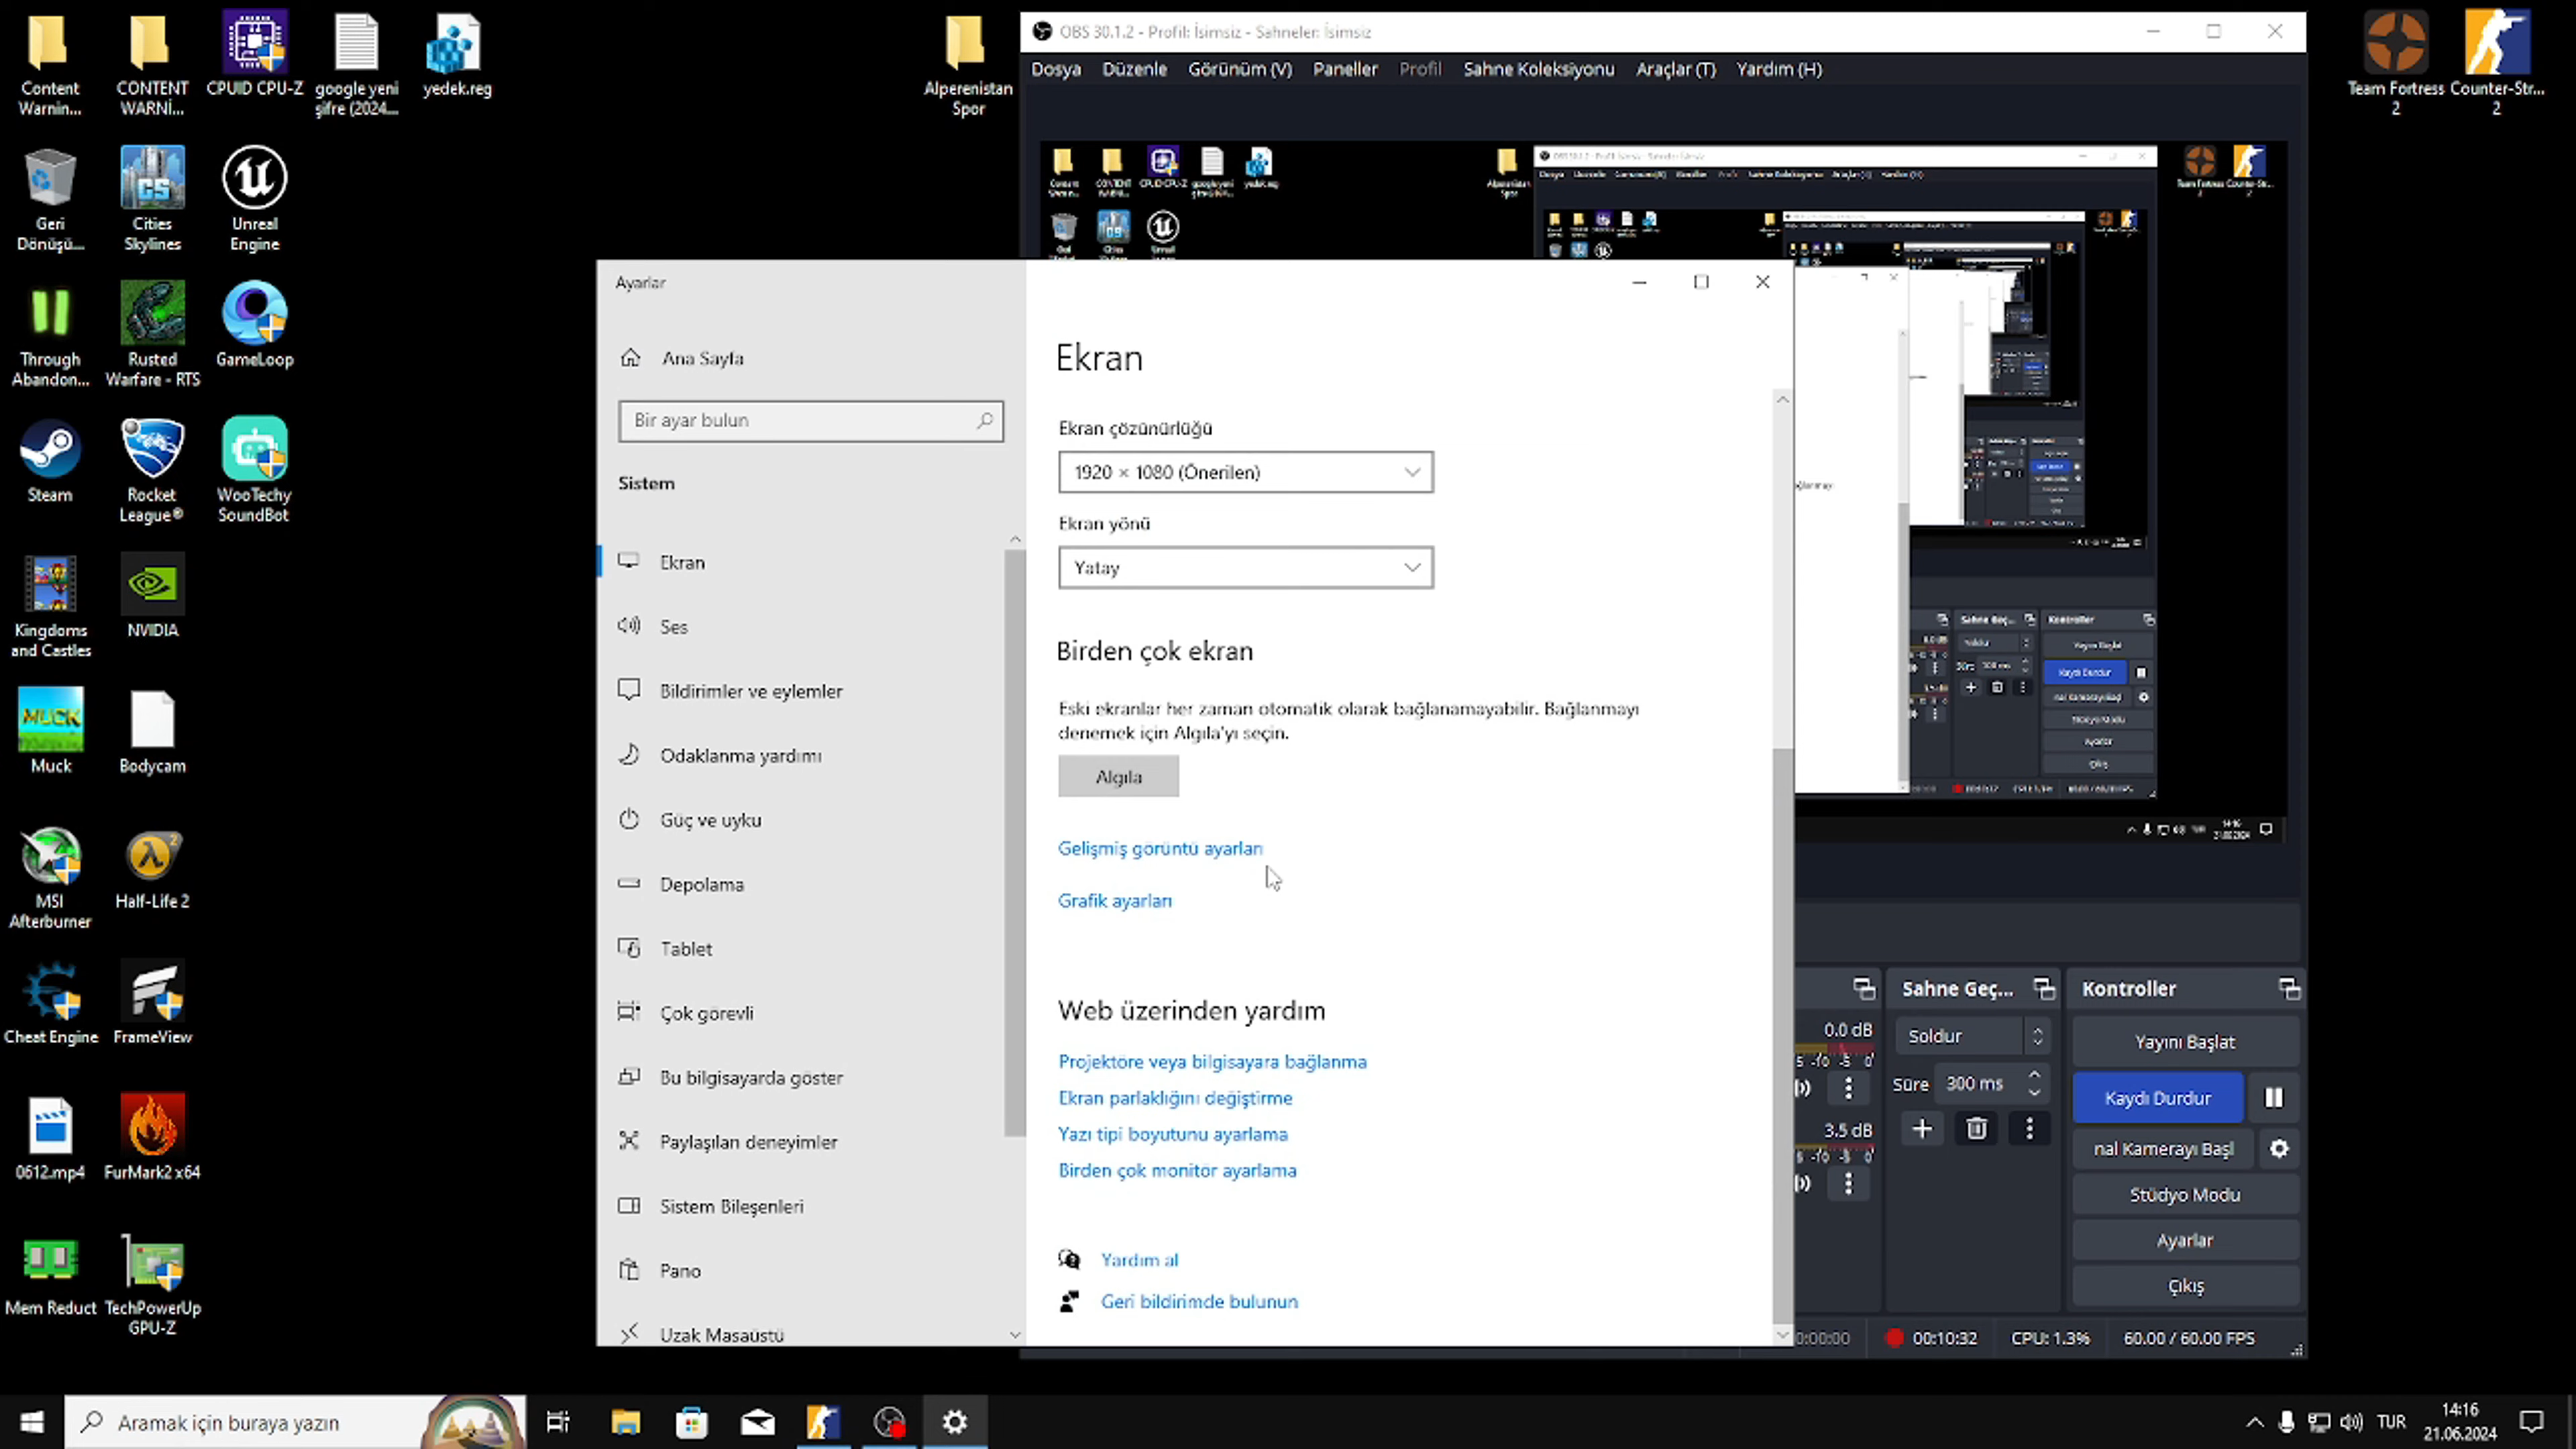 Content
Warnin...
CONTENT
WARNİ...
CPUID CPU-Z
google yeni
şifre (2024...
yedek.reg
Alperenistan
Spor
Team Fortress
2
Counter-Str...
2
Geri
Dönüşü...
Cities
Skylines
Unreal
Engine
Through
Abandon...
Rusted
Warfare - RTS
GameLoop
Steam
Rocket
League®
WooTechy
SoundBot
Kingdoms
and Castles
NVIDIA
MUCK
Muck
Bodycam
MSI
Afterburner
Half-Life 2
Cheat Engine
FrameView
0612.mp4
FurMark2 x64
Mem Reduct
TechPowerUp
GPU-Z
OBS 30.1.2 - Profil: İsimsiz - Sahneler: İsimsiz
Dosya Düzenle Görünüm (V) Paneller Profil Sahne Koleksiyonu Araçlar (T) Yardım (H)
Ayarlar
Ana Sayfa
Bir ayar bulun
Sistem
Ekran
Ses
Bildirimler ve eylemler
Odaklanma yardımı
Güç ve uyku
Depolama
Tablet
Çok görevli
Bu bilgisayarda göster
Paylaşılan deneyimler
Sistem Bileşenleri
Pano
Uzak Masaüstü
Ekran
Ekran çözünürlüğü
1920 × 1080 (Önerilen)
Ekran yönü
Yatay
Birden çok ekran
Eski ekranlar her zaman otomatik olarak bağlanamayabilir. Bağlanmayı
denemek için Algıla'yı seçin.
Algıla
Gelişmiş görüntü ayarları
Grafik ayarları
Web üzerinden yardım
Projektöre veya bilgisayara bağlanma
Ekran parlaklığını değiştirme
Yazı tipi boyutunu ayarlama
Birden çok monitör ayarlama
Yardım al
Geri bildirimde bulunun
0.0 dB
3.5 dB
Sahne Geç...
Soldur
Süre 300 ms
Kontroller
Yayını Başlat
Kaydı Durdur
nal Kamerayı Başl
Stüdyo Modu
Ayarlar
Çıkış
0:00:00 00:10:32 CPU: 1.3% 60.00 / 60.00 FPS
Aramak için buraya yazın
TUR
14:16
21.06.2024